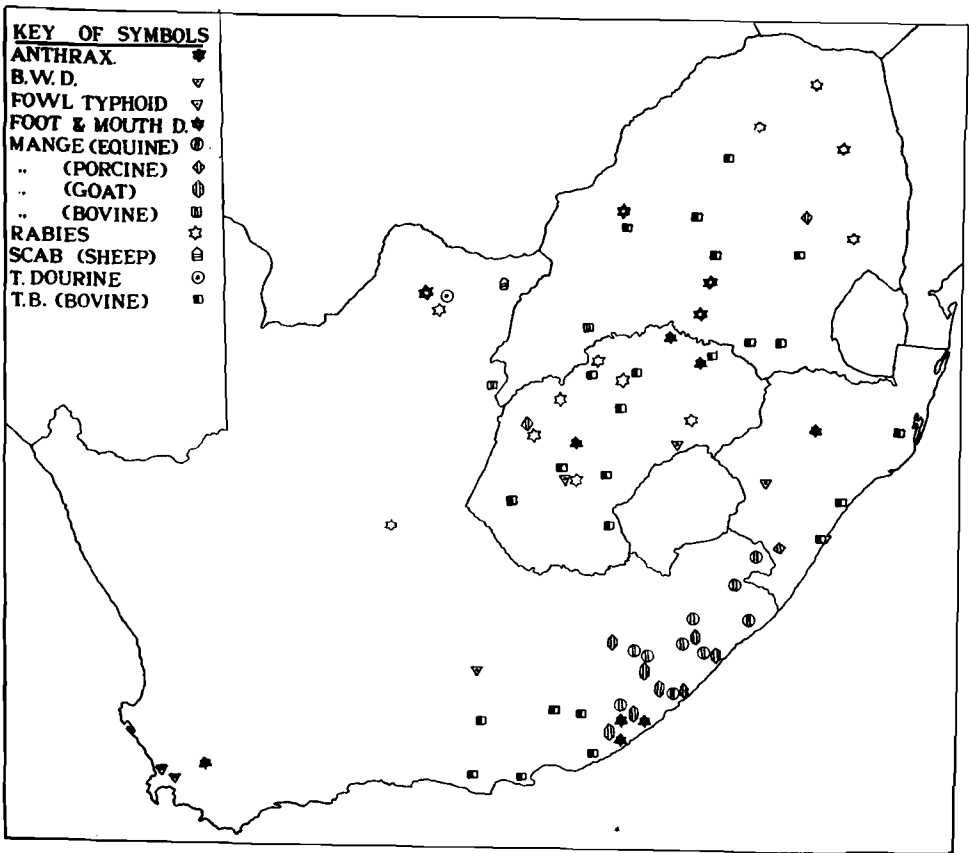 KEY OF SYMBOLS
ANTHRAX.
B.W.D.
FOWL TYPHOID
FOOT & MOUTH D.
MANGE (EQUINE)
" (PORCINE)
" (GOAT)
" (BOVINE)
RABIES
SCAB (SHEEP)
T. DOURINE
T.B. (BOVINE)